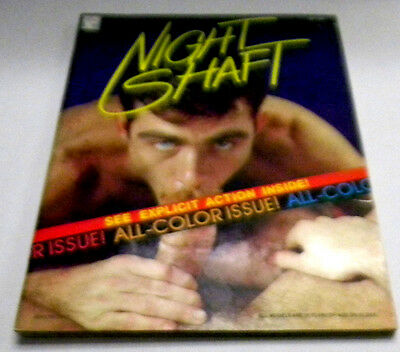 NIGHT
SHAFT
SEE EXPLICIT ACTION INSIDE!
R ISSUE! ALL-COLOR ISSUE! ALL-COLO